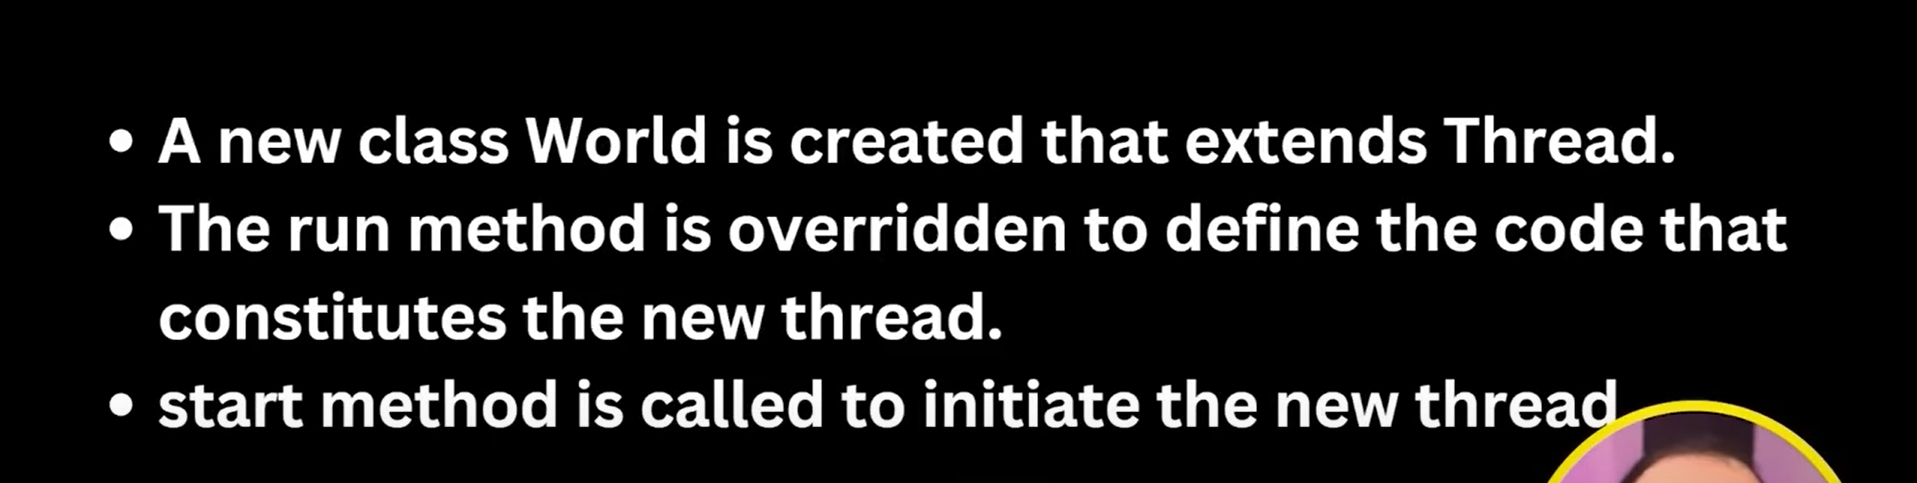 • A new class World is created that extends Thread.
• The run method is overridden to define the code that
constitutes the new thread.
• start method is called to initiate the new thread